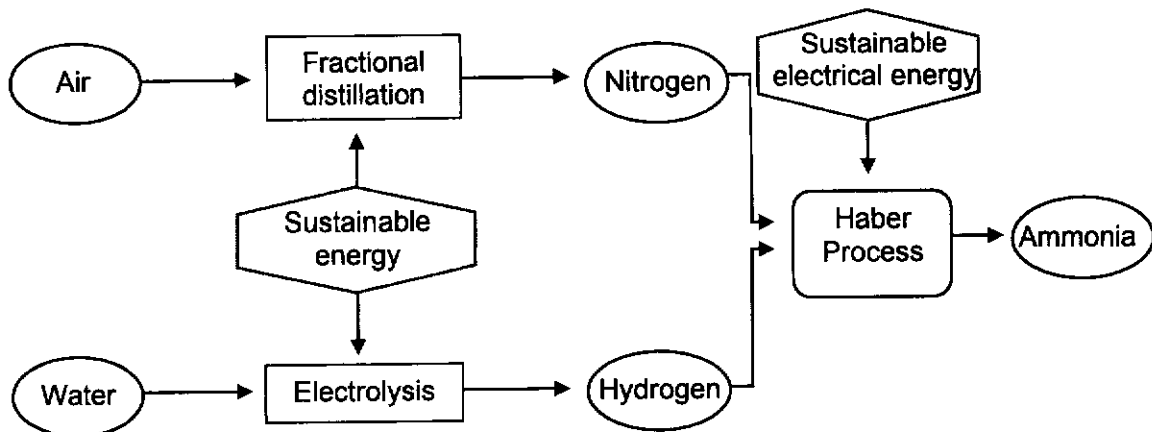 Air
Fractional
distillation
Nitrogen
Sustainable
electrical energy
Sustainable
energy
Haber
Process
Ammonia
Water
Electrolysis
Hydrogen